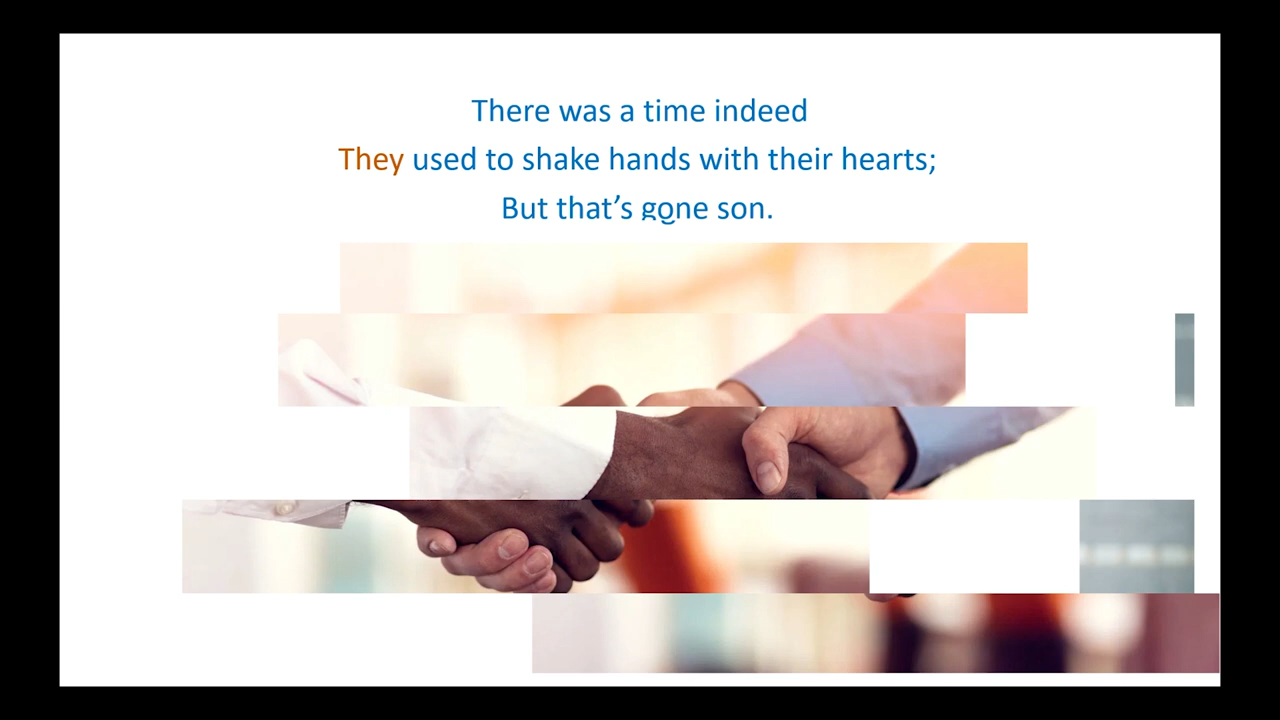 There was a time indeed
They used to shake hands with their hearts;
But that’s gone son.